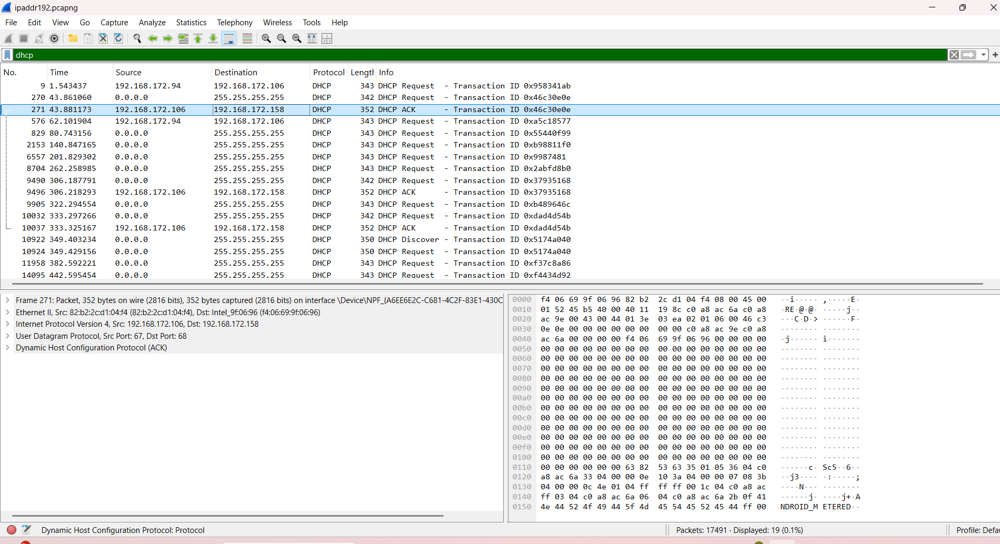 ipaddr192.pcapng
File Edit View Go Capture Analyze Statistics Telephony Wireless Tools Help
dhcp
No. Time Source Destination Protocol Length Info
9 1.543437 192.168.172.94 192.168.172.106 DHCP 343 DHCP Request - Transaction ID 0x958341ab
270 43.861060 0.0.0.0 255.255.255.255 DHCP 342 DHCP Request - Transaction ID 0x46c30e0e
271 43.881173 192.168.172.106 192.168.172.158 DHCP 352 DHCP ACK - Transaction ID 0x46c30e0e
576 62.101904 192.168.172.94 192.168.172.106 DHCP 343 DHCP Request - Transaction ID 0xa5c18577
829 80.743156 0.0.0.0 255.255.255.255 DHCP 343 DHCP Request - Transaction ID 0x55440f99
2153 140.847165 0.0.0.0 255.255.255.255 DHCP 343 DHCP Request - Transaction ID 0xb98811f0
6557 201.829302 0.0.0.0 255.255.255.255 DHCP 343 DHCP Request - Transaction ID 0x9987481
8704 262.258985 0.0.0.0 255.255.255.255 DHCP 343 DHCP Request - Transaction ID 0x2abfd8b0
9490 306.187791 0.0.0.0 255.255.255.255 DHCP 342 DHCP Request - Transaction ID 0x37935168
9496 306.218293 192.168.172.106 192.168.172.158 DHCP 352 DHCP ACK - Transaction ID 0x37935168
9905 322.294554 0.0.0.0 255.255.255.255 DHCP 343 DHCP Request - Transaction ID 0xb489646c
10032 333.297266 0.0.0.0 255.255.255.255 DHCP 342 DHCP Request - Transaction ID 0xdad4d54b
10037 333.325167 192.168.172.106 192.168.172.158 DHCP 352 DHCP ACK - Transaction ID 0xdad4d54b
10922 349.403234 0.0.0.0 255.255.255.255 DHCP 350 DHCP Discover - Transaction ID 0x5174a040
10924 349.429156 0.0.0.0 255.255.255.255 DHCP 350 DHCP Request - Transaction ID 0x5174a040
11958 382.592221 0.0.0.0 255.255.255.255 DHCP 343 DHCP Request - Transaction ID 0xf37c8a86
14095 442.595454 0.0.0.0 255.255.255.255 DHCP 343 DHCP Request - Transaction ID 0xf4434d92
Frame 271: Packet, 352 bytes on wire (2816 bits), 352 bytes captured (2816 bits) on interface \Device\NPF_{A6EE6E2C-C681-4C2F-83E1-430C
Ethernet II, Src: 82:b2:2c:d1:04:f4 (82:b2:2c:d1:04:f4), Dst: Intel_9f:06:96 (f4:06:69:9f:06:96)
Internet Protocol Version 4, Src: 192.168.172.106, Dst: 192.168.172.158
User Datagram Protocol, Src Port: 67, Dst Port: 68
Dynamic Host Configuration Protocol (ACK)
0000 f4 06 69 9f 06 96 82 b2 2c d1 04 f4 08 00 45 00 ··i····· ,·····E·
0010 01 52 45 b5 40 00 40 11 19 8c c0 a8 ac 6a c0 a8 ·RE·@·@· ·····j··
0020 ac 9e 00 43 00 44 01 3e 03 ea 02 01 06 00 46 c3 ···C·D·> ······F·
0030 0e 0e 00 00 00 00 00 00 00 00 c0 a8 ac 9e c0 a8 ········ ········
0040 ac 6a 00 00 00 00 f4 06 69 9f 06 96 00 00 00 00 ·j······ i·······
0050 00 00 00 00 00 00 00 00 00 00 00 00 00 00 00 00 ········ ········
0060 00 00 00 00 00 00 00 00 00 00 00 00 00 00 00 00 ········ ········
0070 00 00 00 00 00 00 00 00 00 00 00 00 00 00 00 00 ········ ········
0080 00 00 00 00 00 00 00 00 00 00 00 00 00 00 00 00 ········ ········
0090 00 00 00 00 00 00 00 00 00 00 00 00 00 00 00 00 ········ ········
00a0 00 00 00 00 00 00 00 00 00 00 00 00 00 00 00 00 ········ ········
00b0 00 00 00 00 00 00 00 00 00 00 00 00 00 00 00 00 ········ ········
00c0 00 00 00 00 00 00 00 00 00 00 00 00 00 00 00 00 ········ ········
00d0 00 00 00 00 00 00 00 00 00 00 00 00 00 00 00 00 ········ ········
00e0 00 00 00 00 00 00 00 00 00 00 00 00 00 00 00 00 ········ ········
00f0 00 00 00 00 00 00 00 00 00 00 00 00 00 00 00 00 ········ ········
0100 00 00 00 00 00 00 00 00 00 00 00 00 00 00 00 00 ········ ········
0110 00 00 00 00 00 00 63 82 53 63 35 01 05 36 04 c0 ······c· Sc5··6··
0120 a8 ac 6a 33 04 00 00 0e 10 3a 04 00 00 07 08 3b ··j3···· ·:·····;
0130 04 00 00 0c 4e 01 04 ff ff ff 00 1c 04 c0 a8 ac ····N··· ········
0140 ff 03 04 c0 a8 ac 6a 06 04 c0 a8 ac 6a 2b 0f 41 ······j· ····j+·A
0150 4e 44 52 4f 49 44 5f 4d 45 54 45 52 45 44 ff 00 NDROID_M ETERED··
Dynamic Host Configuration Protocol: Protocol
Packets: 17491 · Displayed: 19 (0.1%)
Profile: Defa